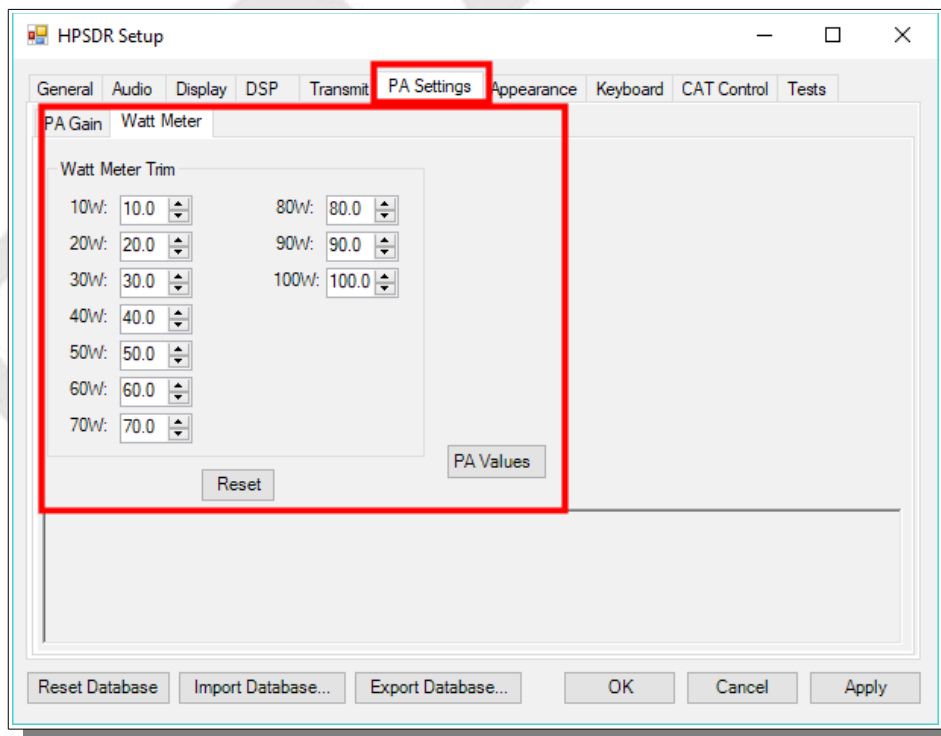 HPSDR Setup
General Audio Display DSP Transmit PA Settings Appearance Keyboard CAT Control Tests
PA Gain Watt Meter
Watt Meter Trim
10W: 10.0 80W: 80.0
20W: 20.0 90W: 90.0
30W: 30.0 100W: 100.0
40W: 40.0
50W: 50.0
60W: 60.0
70W: 70.0
PA Values
Reset
Reset Database Import Database... Export Database... OK Cancel Apply